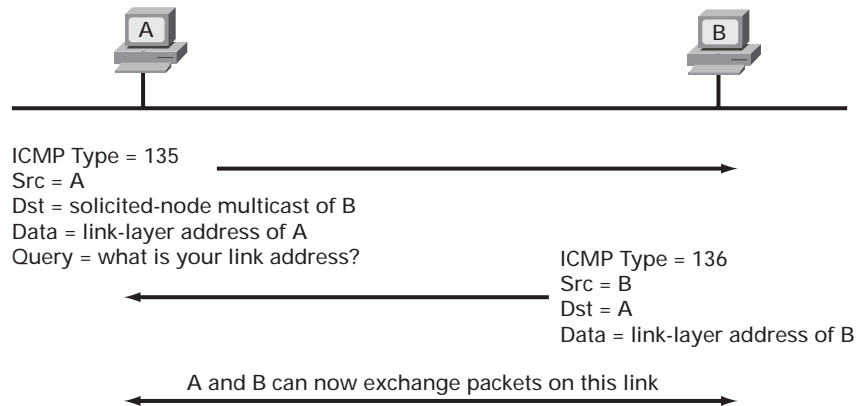 A
B
ICMP Type = 135
Src = A
Dst = solicited-node multicast of B
Data = link-layer address of A
Query = what is your link address?
ICMP Type = 136
Src = B
Dst = A
Data = link-layer address of B
A and B can now exchange packets on this link